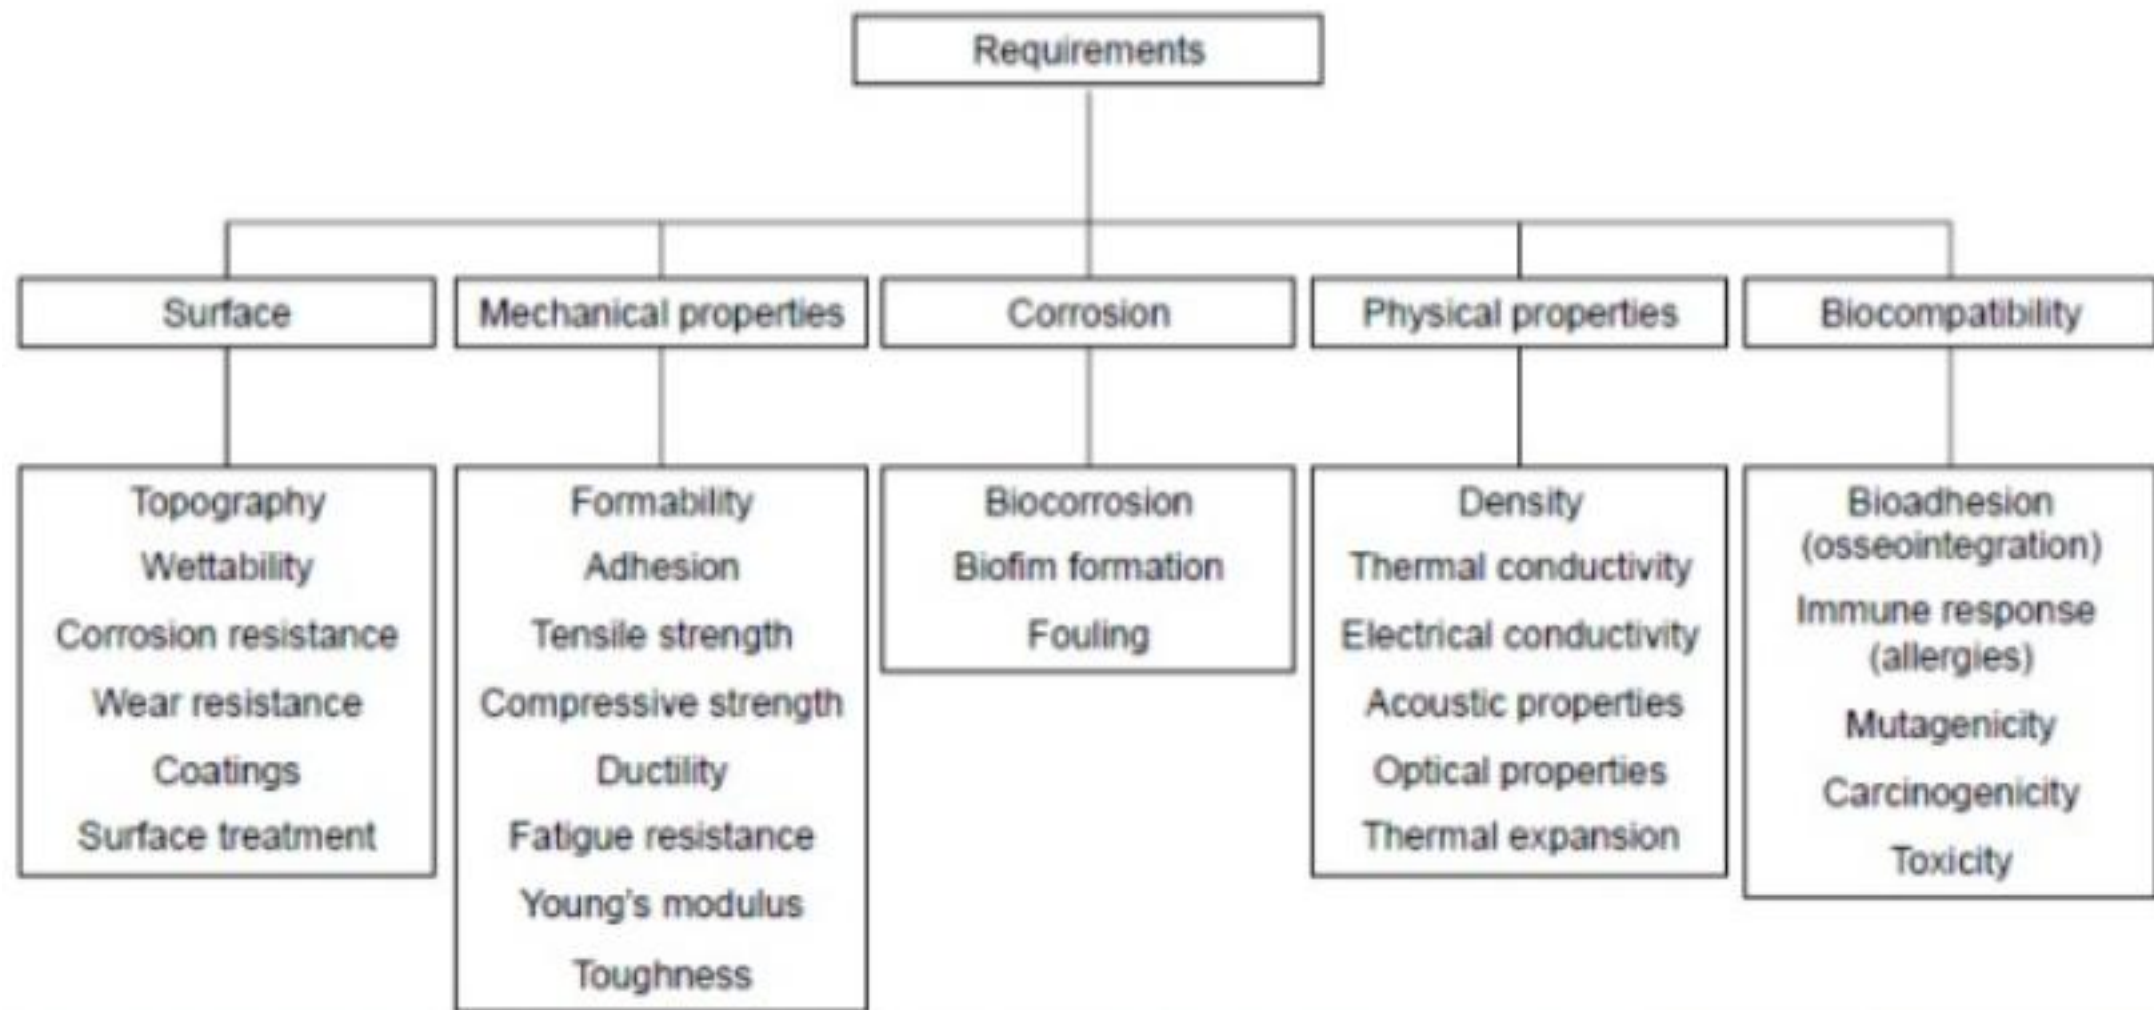 Requirements
Surface
Mechanical properties
Corrosion
Physical properties
Biocompatibility
Topography
Wettability
Corrosion resistance
Wear resistance
Coatings
Surface treatment
Formability
Adhesion
Tensile strength
Compressive strength
Ductility
Fatigue resistance
Young's modulus
Toughness
Biocorrosion
Biofim formation
Fouling
Density
Thermal conductivity
Electrical conductivity
Acoustic properties
Optical properties
Thermal expansion
Bioadhesion
(osseointegration)
Immune response
(allergies)
Mutagenicity
Carcinogenicity
Toxicity